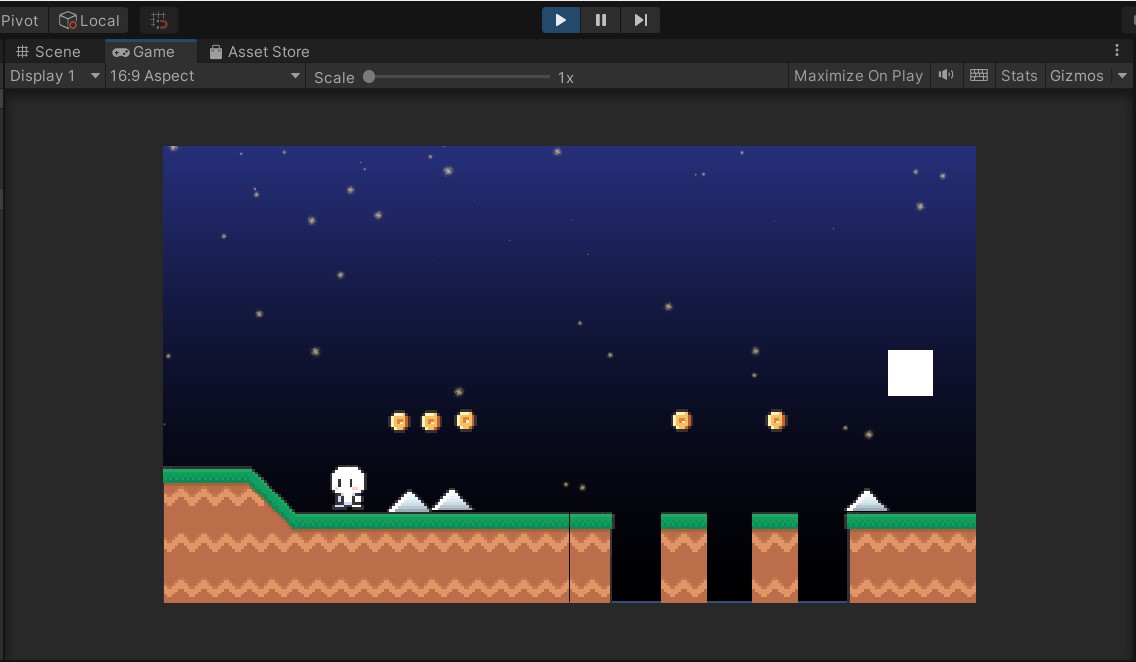 Pivot Local
Scene Game Asset Store
Display 1 16:9 Aspect Scale 1x Maximize On Play Stats Gizmos